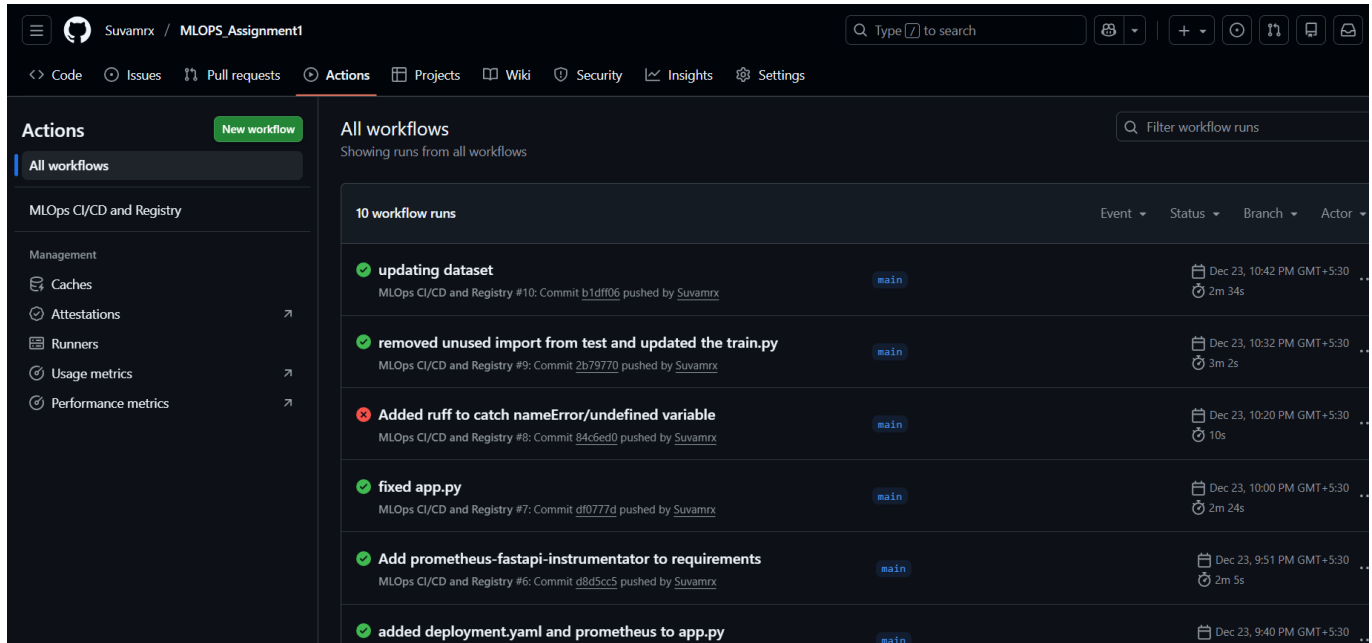 Suvamrx / MLOPS_Assignment1
Type / to search
Code Issues Pull requests Actions Projects Wiki Security Insights Settings
Actions
New workflow
All workflows
MLOps CI/CD and Registry
Management
Caches
Attestations
Runners
Usage metrics
Performance metrics
All workflows
Showing runs from all workflows
Filter workflow runs
10 workflow runs
Event Status Branch Actor
updating dataset
MLOps CI/CD and Registry #10: Commit b1dff06 pushed by Suvamrx
main
Dec 23, 10:42 PM GMT+5:30
2m 34s
removed unused import from test and updated the train.py
MLOps CI/CD and Registry #9: Commit 2b79770 pushed by Suvamrx
main
Dec 23, 10:32 PM GMT+5:30
3m 2s
Added ruff to catch nameError/undefined variable
MLOps CI/CD and Registry #8: Commit 84c6ed0 pushed by Suvamrx
main
Dec 23, 10:20 PM GMT+5:30
10s
fixed app.py
MLOps CI/CD and Registry #7: Commit df0777d pushed by Suvamrx
main
Dec 23, 10:00 PM GMT+5:30
2m 24s
Add prometheus-fastapi-instrumentator to requirements
MLOps CI/CD and Registry #6: Commit d8d5cc5 pushed by Suvamrx
main
Dec 23, 9:51 PM GMT+5:30
2m 5s
added deployment.yaml and prometheus to app.py
main
Dec 23, 9:40 PM GMT+5:30